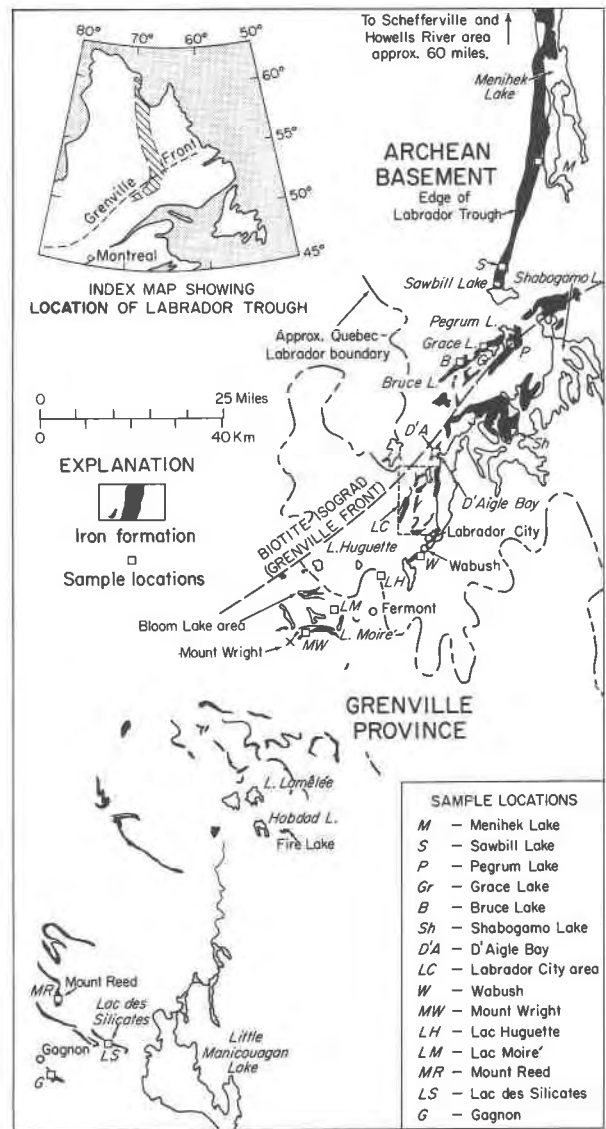 80°
70°
60°
50°
60°
55°
50°
45°
Grenville
Front
Montreal
INDEX MAP SHOWING
LOCATION OF LABRADOR TROUGH
To Schefferville and
Howells River area
approx. 60 miles.
Menihek
Lake
M
ARCHEAN
BASEMENT
Edge of
Labrador Trough
S
Sawbill Lake
Shabogamo L.
Pegrum L.
Grace L.
B
G
P
Bruce L.
Approx. Quebec-
Labrador boundary
0 25 Miles
0 40 Km
EXPLANATION
Iron formation
Sample locations
D'A
Sh
D'Aigle Bay
BIOTITE ISOGRAD
(GRENVILLE FRONT)
LC
Labrador City
L. Huguette
W
Wabush
LH
LM
Fermont
Bloom Lake area
L. Moire'
MW
Mount Wright
GRENVILLE
PROVINCE
L. Lamêlée
Hobdad L.
Fire Lake
Mount Reed
MR
Lac des
Silicates
LS
Gagnon
G
Little
Manicouagan
Lake
SAMPLE LOCATIONS
M – Menihek Lake
S – Sawbill Lake
P – Pegrum Lake
Gr – Grace Lake
B – Bruce Lake
Sh – Shabogamo Lake
D'A – D'Aigle Bay
LC – Labrador City area
W – Wabush
MW – Mount Wright
LH – Lac Huguette
LM – Lac Moire'
MR – Mount Reed
LS – Lac des Silicates
G – Gagnon